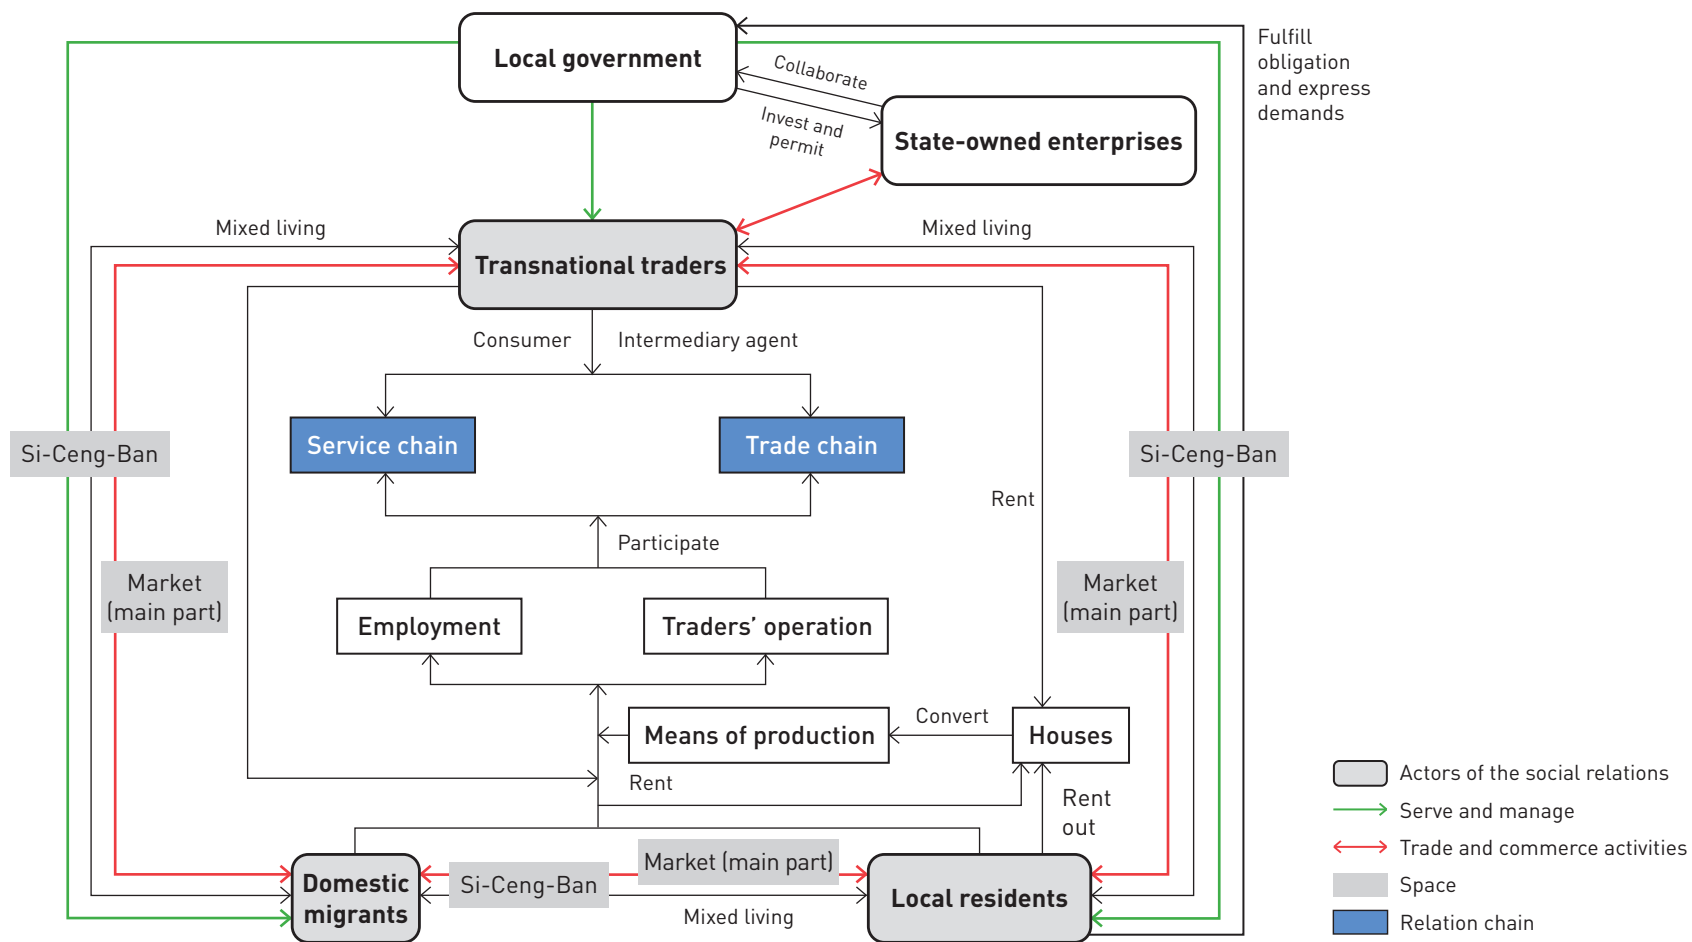 Local government
Fulfill
obligation
and express
demands
Collaborate
Invest and
permit
State-owned enterprises
Mixed living
Mixed living
Transnational traders
Consumer
Intermediary agent
Service chain
Trade chain
Si-Ceng-Ban
Si-Ceng-Ban
Rent
Participate
Market
(main part)
Market
(main part)
Employment
Traders’ operation
Means of production
Convert
Houses
Rent
Rent
out
Market (main part)
Si-Ceng-Ban
Domestic
migrants
Local residents
Mixed living
Actors of the social relations
Serve and manage
Trade and commerce activities
Space
Relation chain